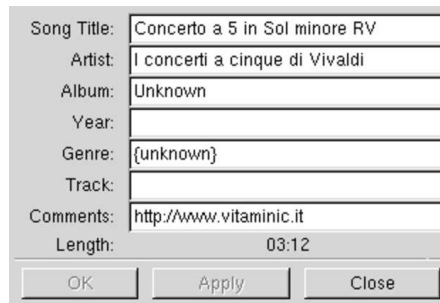 Song Title: Concerto a 5 in Sol minore RV
Artist: I concerti a cinque di Vivaldi
Album: Unknown
Year:
Genre: {unknown}
Track:
Comments: http://www.vitaminic.it
Length: 03:12
OK Apply Close